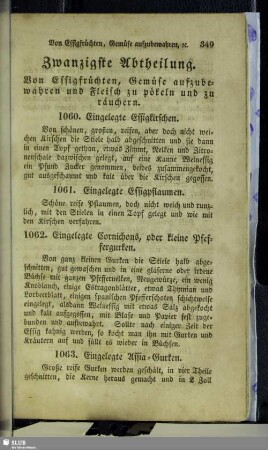 Von Essigfrüchten, Gemüse aufzubewahren, ꝛc. 349
Zwanzigste Abtheilung.
Von Essigfrüchten, Gemüse aufzube-
wahren und Fleisch zu pökeln und zu
räuchern.
1060. Eingelegte Essigkirschen.
Von schönen, großen, reifen, aber doch nicht wei-
chen Kirschen die Stiele halb abgeschnitten und sie dann
in einen Topf gethan, etwas Zimmt, Nelken und Zitro-
nenschale dazwischen gelegt, auf eine Kanne Weinessig
ein Pfund Zucker genommen, beides zusammengekocht,
gut ausgeschäumt und kalt über die Kirschen gegossen.
1061. Eingelegte Essigpflaumen.
Schöne reife Pflaumen, doch nicht weich und runz-
lich, mit den Stielen in einen Topf gelegt und wie mit
den Kirschen verfahren.
1062. Eingelegte Cornichons, oder kleine Pfef-
fergurken.
Von ganz kleinen Gurken die Stiele halb abge-
schnitten, gut gewaschen und in eine gläserne oder irdene
Büchse mit ganzen Pfefferkellen, Neugewürze, ein wenig
Knoblauch, einige Estragonblätter, etwas Thymian und
Lorbeerblatt, einigen spanischen Pfefferschoten schichtweise
eingelegt, alsdann Weinessig mit etwas Salz abgekocht
und kalt aufgegossen, mit Blase und Papier fest zuge-
bunden und aufbewahrt. Sollte nach einiger Zeit der
Essig kahnig werden, so kocht man ihn mit Gurken und
Kräutern auf und füllt es wieder in Büchsen.
1063. Eingelegte Assia-Gurken.
Große reife Gurken werden geschält, in vier Theile
geschnitten, die Kerne heraus gemacht und in 2 Zoll
SLUB